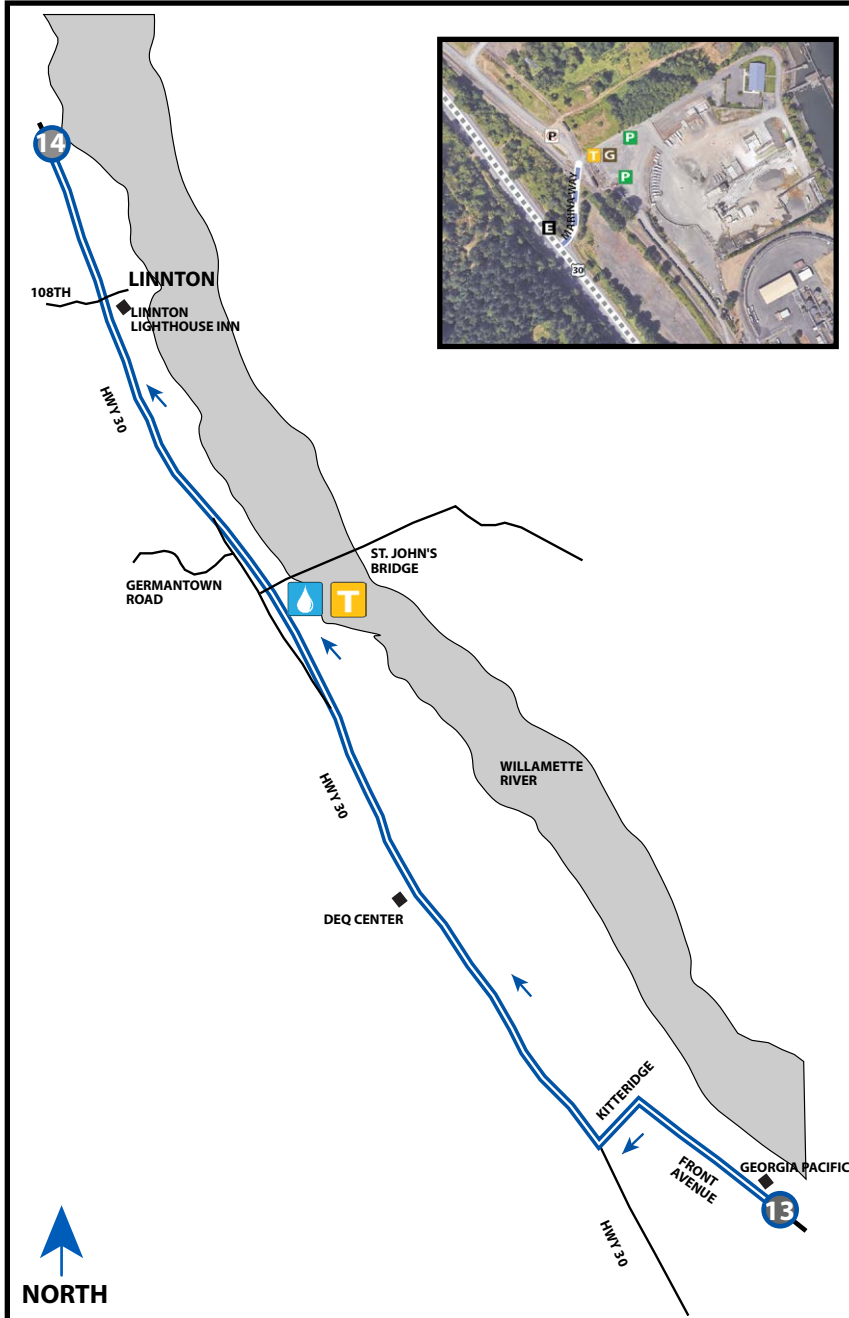 14
LINNTON
108TH
LINNTON
LIGHTHOUSE INN
HWY 30
P
T G
P
P
MARINA WAY
E
30
GERMANTOWN
ROAD
ST. JOHN'S
BRIDGE
T
HWY 30
WILLAMETTE
RIVER
DEQ CENTER
KITTERIDGE
FRONT
AVENUE
GEORGIA PACIFIC
13
HWY 30
NORTH